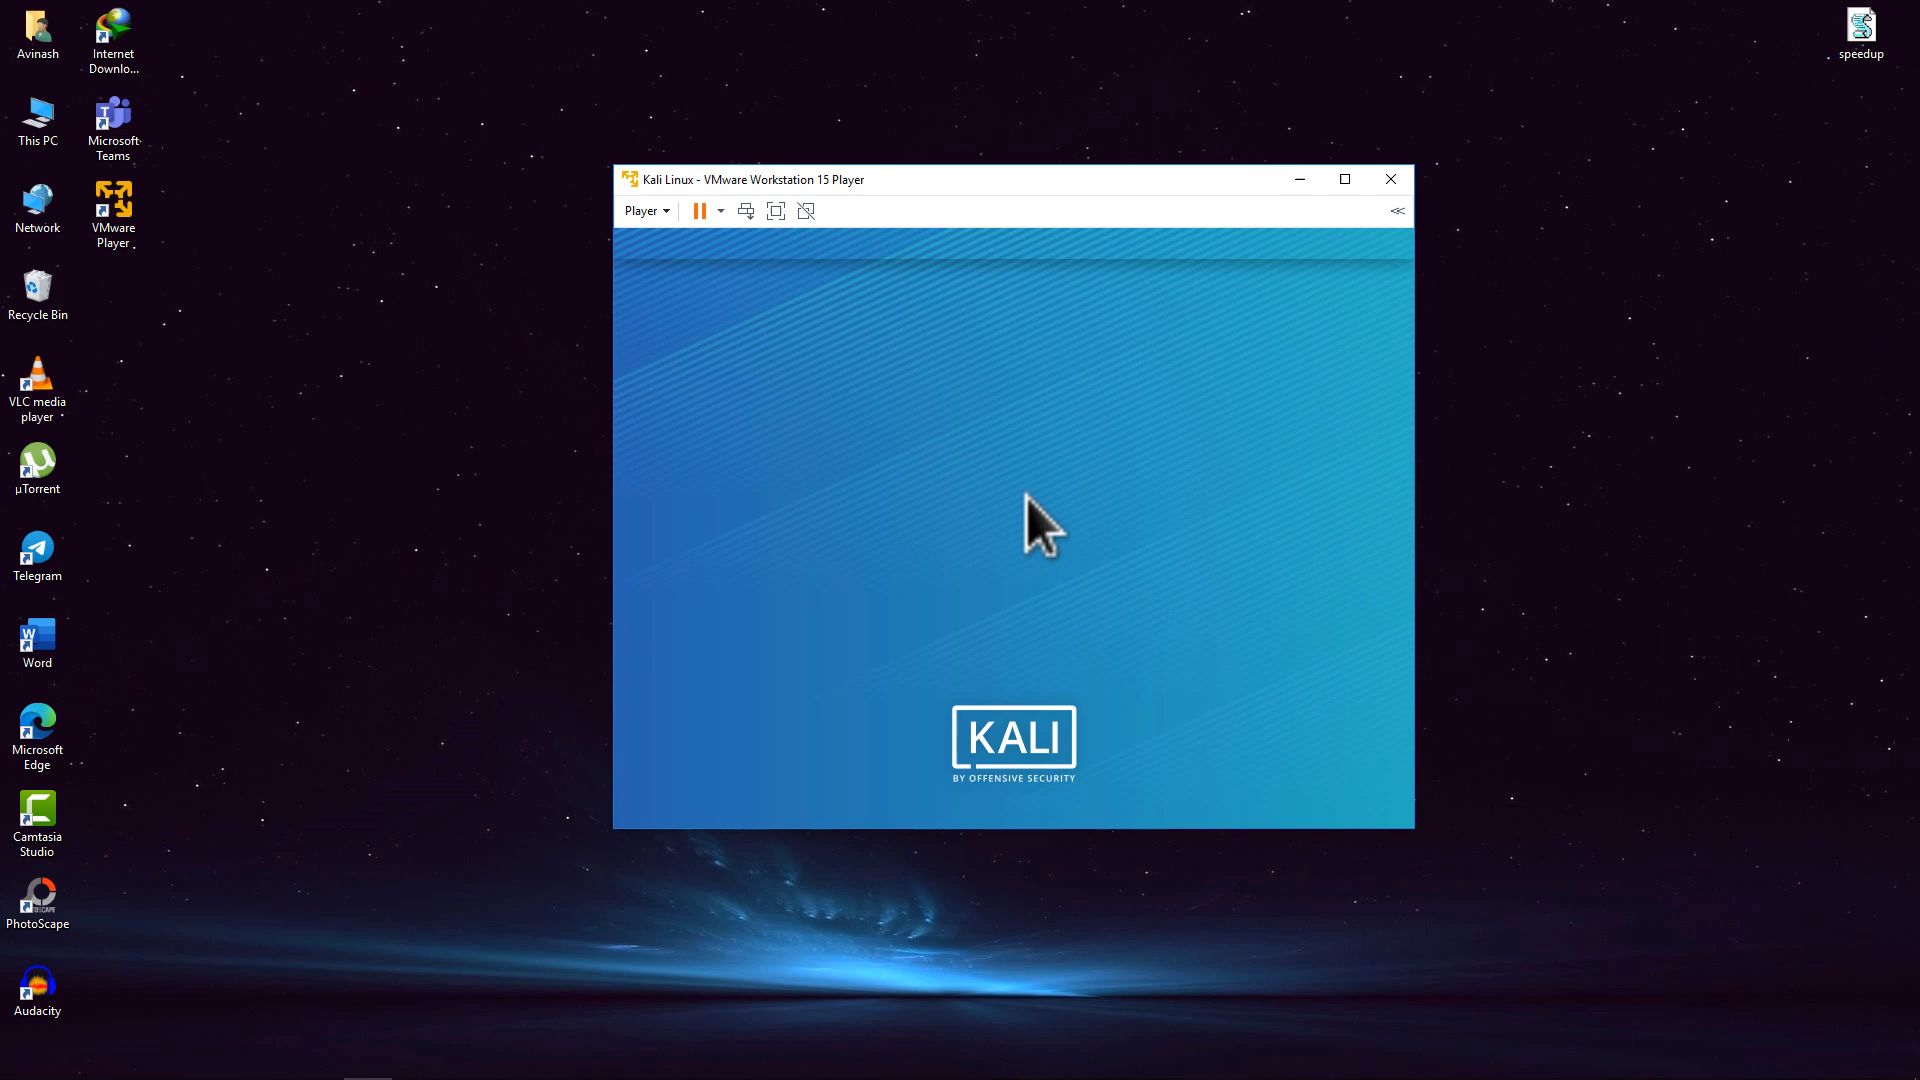 Avinash
Internet
Downlo...
speedup
This PC
Microsoft
Teams
Network
VMware
Player
Recycle Bin
VLC media
player
µTorrent
Telegram
Word
Microsoft
Edge
Camtasia
Studio
PhotoScape
Audacity
Kali Linux - VMware Workstation 15 Player
Player
KALI
BY OFFENSIVE SECURITY